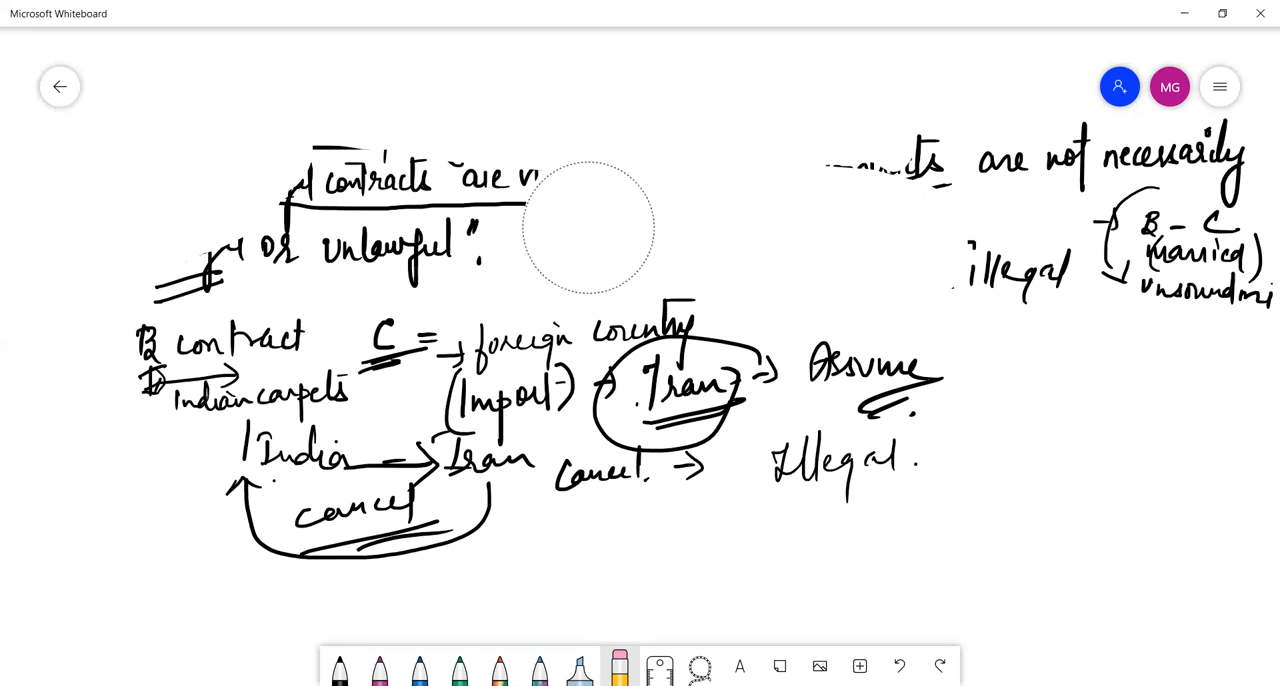 Microsoft Whiteboard
MG
contracts "are
or unlawful".
are not necessarily
illegal
B - C
(married)
B contract C = foreign country
Indian carpets
(Import) Iran Assume
India Iran Cancel. Illegal.
cancel
A